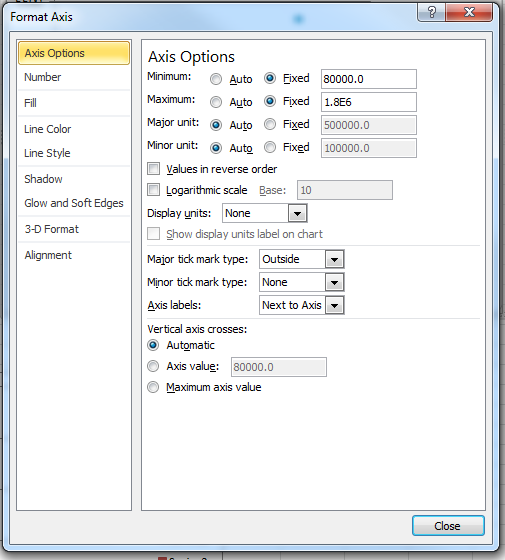 Format Axis
?
Axis Options
Number
Fill
Line Color
Line Style
Shadow
Glow and Soft Edges
3-D Format
Alignment
Axis Options
Minimum: Auto Fixed 80000.0
Maximum: Auto Fixed 1.8E6
Major unit: Auto Fixed 500000.0
Minor unit: Auto Fixed 100000.0
Values in reverse order
Logarithmic scale Base: 10
Display units: None
Show display units label on chart
Major tick mark type: Outside
Minor tick mark type: None
Axis labels: Next to Axis
Vertical axis crosses:
Automatic
Axis value: 80000.0
Maximum axis value
Close